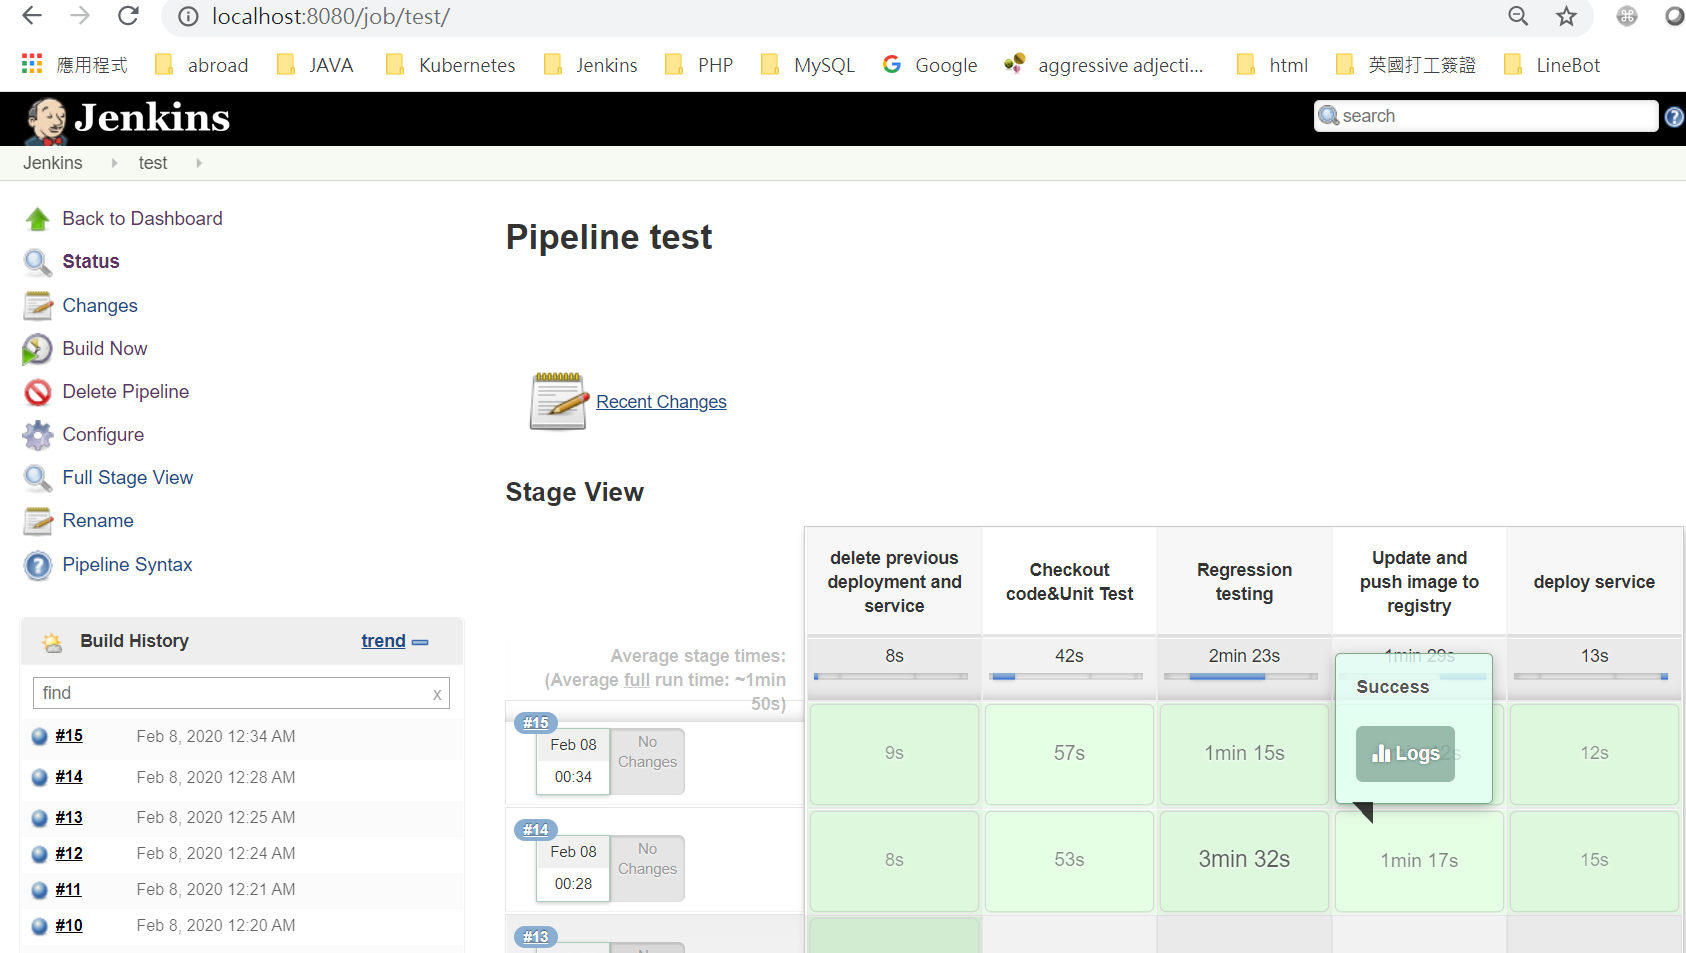 localhost:8080/job/test/
應用程式 abroad JAVA Kubernetes Jenkins PHP MySQL Google aggressive adjecti... html 英國打工簽證 LineBot
Jenkins
search
Jenkins test
Back to Dashboard
Status
Changes
Build Now
Delete Pipeline
Configure
Full Stage View
Rename
Pipeline Syntax
Build History trend
find x
#15 Feb 8, 2020 12:34 AM
#14 Feb 8, 2020 12:28 AM
#13 Feb 8, 2020 12:25 AM
#12 Feb 8, 2020 12:24 AM
#11 Feb 8, 2020 12:21 AM
#10 Feb 8, 2020 12:20 AM
Pipeline test
Recent Changes
Stage View
delete previous
deployment and
service
Checkout
code&Unit Test
Regression
testing
Update and
push image to
registry
deploy service
Average stage times:
(Average full run time: ~1min
50s)
8s 42s 2min 23s 1min 29s 13s
#15
Feb 08
00:34
No
Changes
9s 57s 1min 15s
Success
Logs
12s
#14
Feb 08
00:28
No
Changes
8s 53s 3min 32s 1min 17s 15s
#13